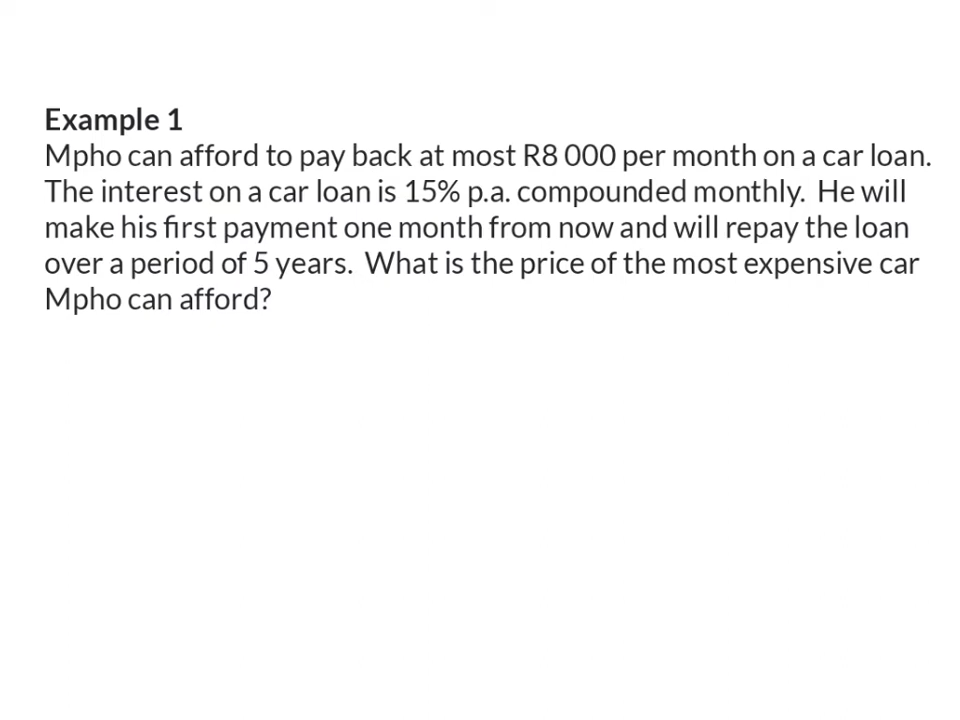 Example 1
Mpho can afford to pay back at most R8 000 per month on a car loan.
The interest on a car loan is 15% p.a. compounded monthly.  He will
make his first payment one month from now and will repay the loan
over a period of 5 years.  What is the price of the most expensive car
Mpho can afford?